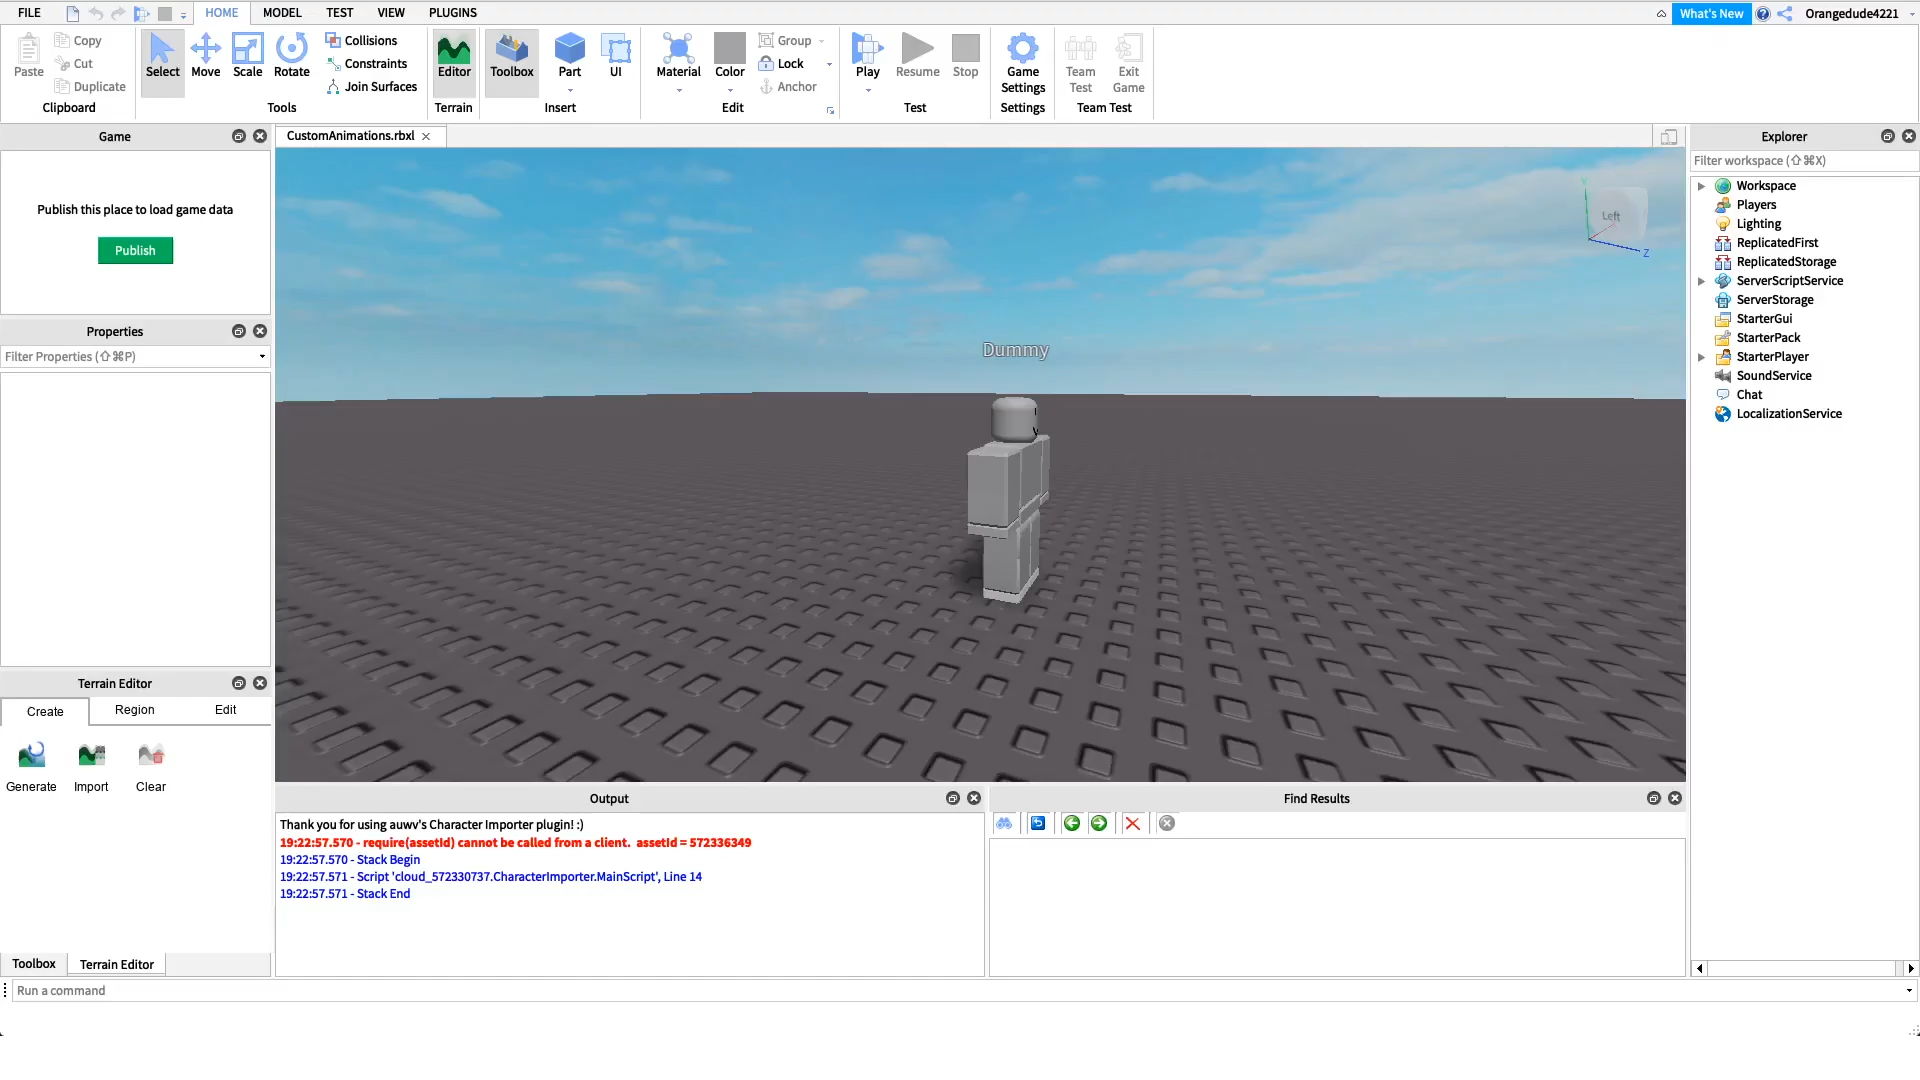 FILE
HOME
MODEL
TEST
VIEW
PLUGINS
What's New
Orangedude4221
Paste
Copy
Cut
Duplicate
Clipboard
Select
Move
Scale
Rotate
Collisions
Constraints
Join Surfaces
Tools
Editor
Terrain
Toolbox
Part
UI
Insert
Material
Color
Group
Lock
Anchor
Edit
Play
Resume
Stop
Test
Game
Settings
Settings
Team
Test
Exit
Game
Team Test
Game
Publish this place to load game data
Publish
Properties
Filter Properties (⇧⌘P)
Terrain Editor
Create
Region
Edit
Generate
Import
Clear
Toolbox
Terrain Editor
CustomAnimations.rbxl
Left
Y
Z
Dummy
Output
Thank you for using auwv's Character Importer plugin! :)
19:22:57.570 - require(assetId) cannot be called from a client.  assetId = 572336349
19:22:57.570 - Stack Begin
19:22:57.571 - Script 'cloud_572330737.CharacterImporter.MainScript', Line 14
19:22:57.571 - Stack End
Find Results
Explorer
Filter workspace (⇧⌘X)
Workspace
Players
Lighting
ReplicatedFirst
ReplicatedStorage
ServerScriptService
ServerStorage
StarterGui
StarterPack
StarterPlayer
SoundService
Chat
LocalizationService
Run a command